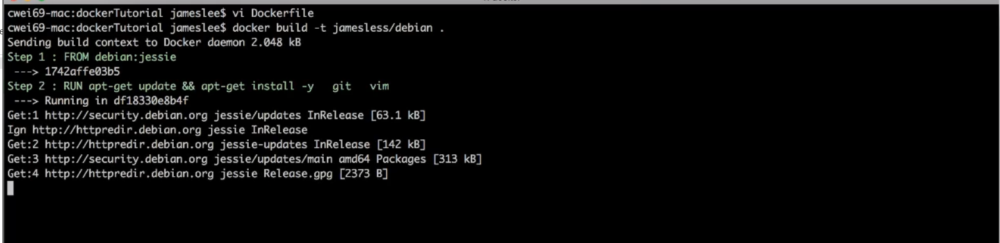 cwei69-mac:dockerTutorial jameslee$ vi Dockerfile
cwei69-mac:dockerTutorial jameslee$ docker build -t jamesless/debian .
Sending build context to Docker daemon 2.048 kB
Step 1 : FROM debian:jessie
 ---> 1742affe03b5
Step 2 : RUN apt-get update && apt-get install -y   git   vim
 ---> Running in df18330e8b4f
Get:1 http://security.debian.org jessie/updates InRelease [63.1 kB]
Ign http://httpredir.debian.org jessie InRelease
Get:2 http://httpredir.debian.org jessie-updates InRelease [142 kB]
Get:3 http://security.debian.org jessie/updates/main amd64 Packages [313 kB]
Get:4 http://httpredir.debian.org jessie Release.gpg [2373 B]